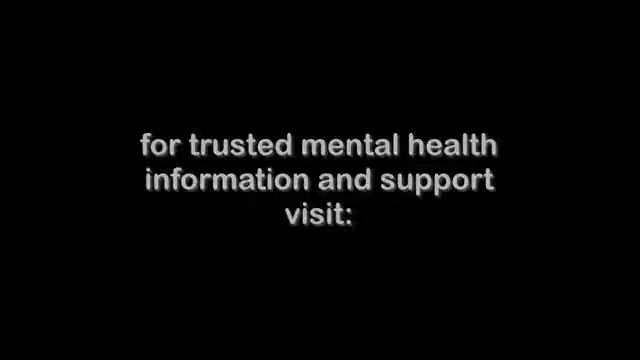 for trusted mental health
information and support
visit: